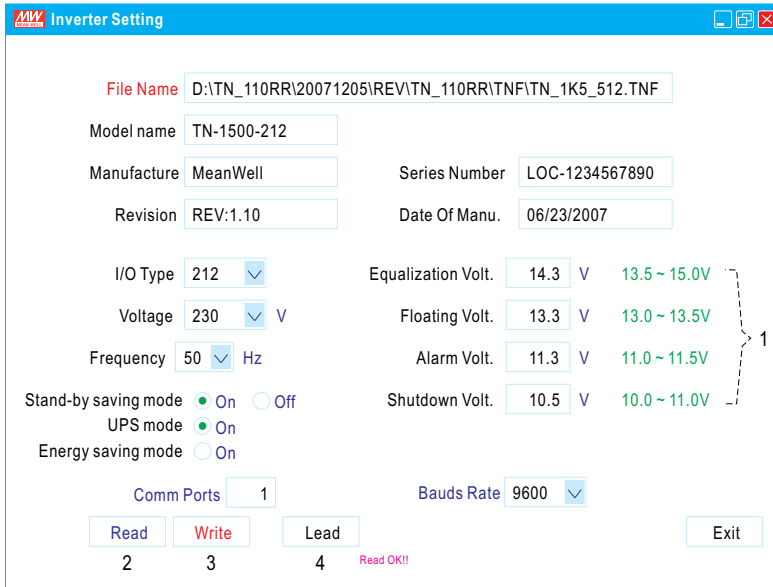 MW MEAN WELL Inverter Setting
File Name D:\TN_110RR\20071205\REV\TN_110RR\TNF\TN_1K5_512.TNF
Model name TN-1500-212
Manufacture MeanWell Series Number LOC-1234567890
Revision REV:1.10 Date Of Manu. 06/23/2007
I/O Type 212 Equalization Volt. 14.3 V 13.5 ~ 15.0V
Voltage 230 V Floating Volt. 13.3 V 13.0 ~ 13.5V
1
Frequency 50 Hz Alarm Volt. 11.3 V 11.0 ~ 11.5V
Stand-by saving mode On Off Shutdown Volt. 10.5 V 10.0 ~ 11.0V
UPS mode On
Energy saving mode On
Comm Ports 1 Bauds Rate 9600
Read Write Lead Exit
2 3 4 Read OK!!